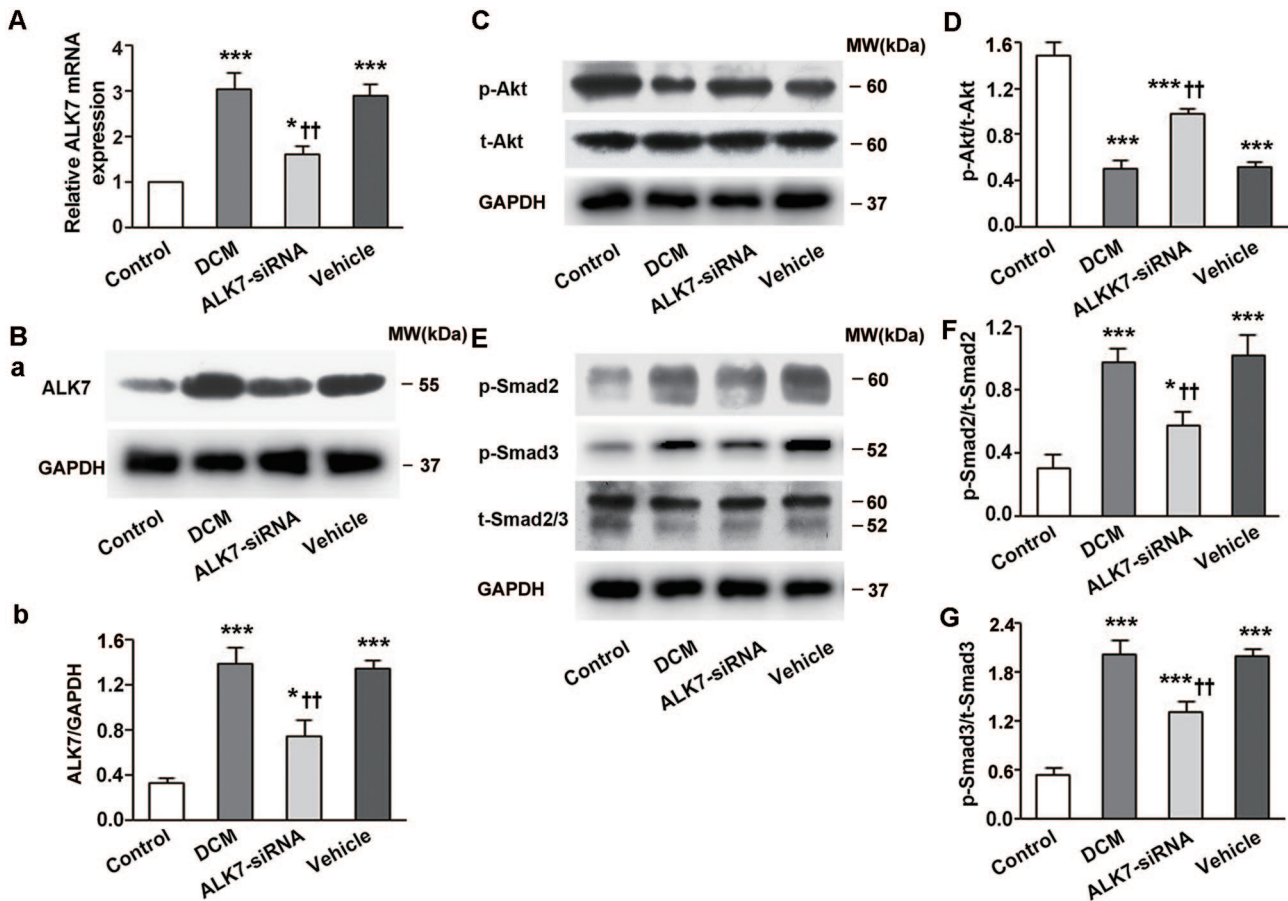 A
Relative ALK7 mRNA
expression
4
3
2
1
0
***
*††
***
Control
DCM
ALK7-siRNA
Vehicle
B
a
MW(kDa)
ALK7
55
GAPDH
37
Control
DCM
ALK7-siRNA
Vehicle
b
ALK7/GAPDH
1.6
1.2
0.8
0.4
0.0
***
*††
***
Control
DCM
ALK7-siRNA
Vehicle
C
MW(kDa)
p-Akt
60
t-Akt
60
GAPDH
37
Control
DCM
ALK7-siRNA
Vehicle
D
p-Akt/t-Akt
1.6
1.2
0.8
0.4
0.0
***
***††
***
Control
DCM
ALKK7-siRNA
Vehicle
E
MW(kDa)
p-Smad2
60
p-Smad3
52
t-Smad2/3
60
52
GAPDH
37
Control
DCM
ALK7-siRNA
Vehicle
F
p-Smad2/t-Smad2
1.2
0.8
0.4
0.0
***
*††
***
Control
DCM
ALK7-siRNA
Vehicle
G
p-Smad3/t-Smad3
2.4
1.8
1.2
0.6
0.0
***
***††
***
Control
DCM
ALK7-siRNA
Vehicle